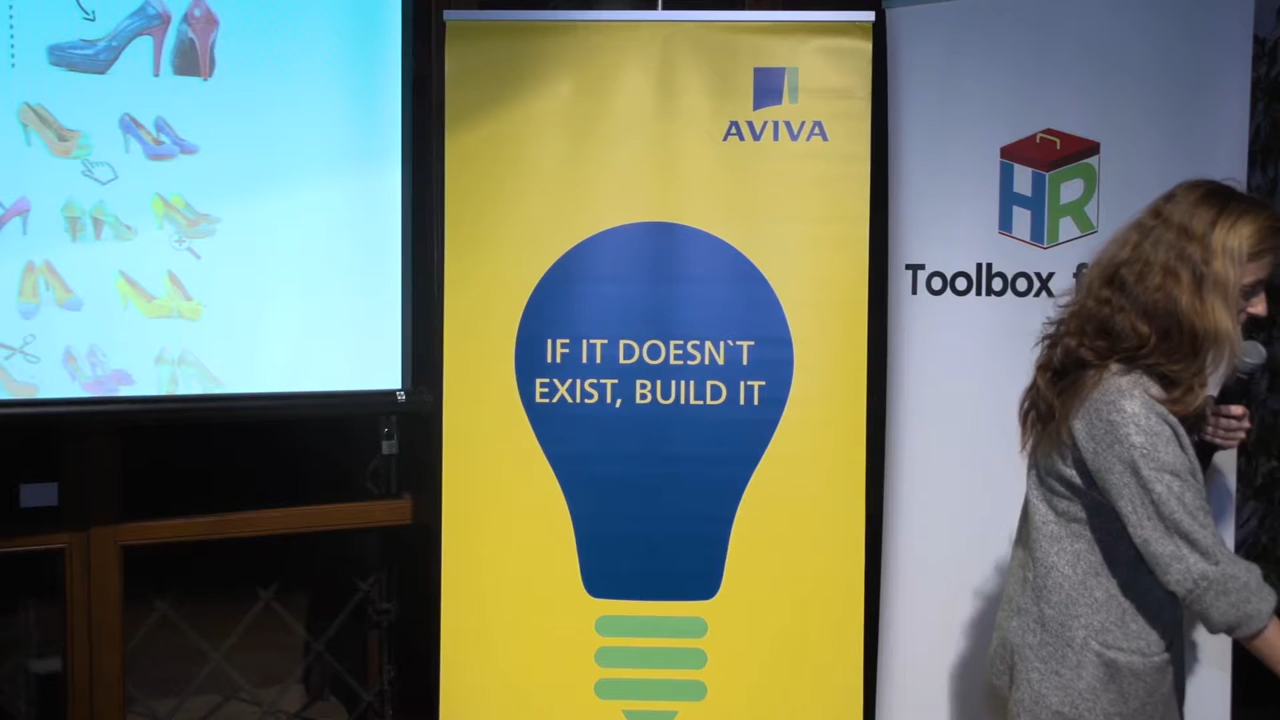 AVIVA
IF IT DOESN`T
EXIST, BUILD IT
HR
Toolbox